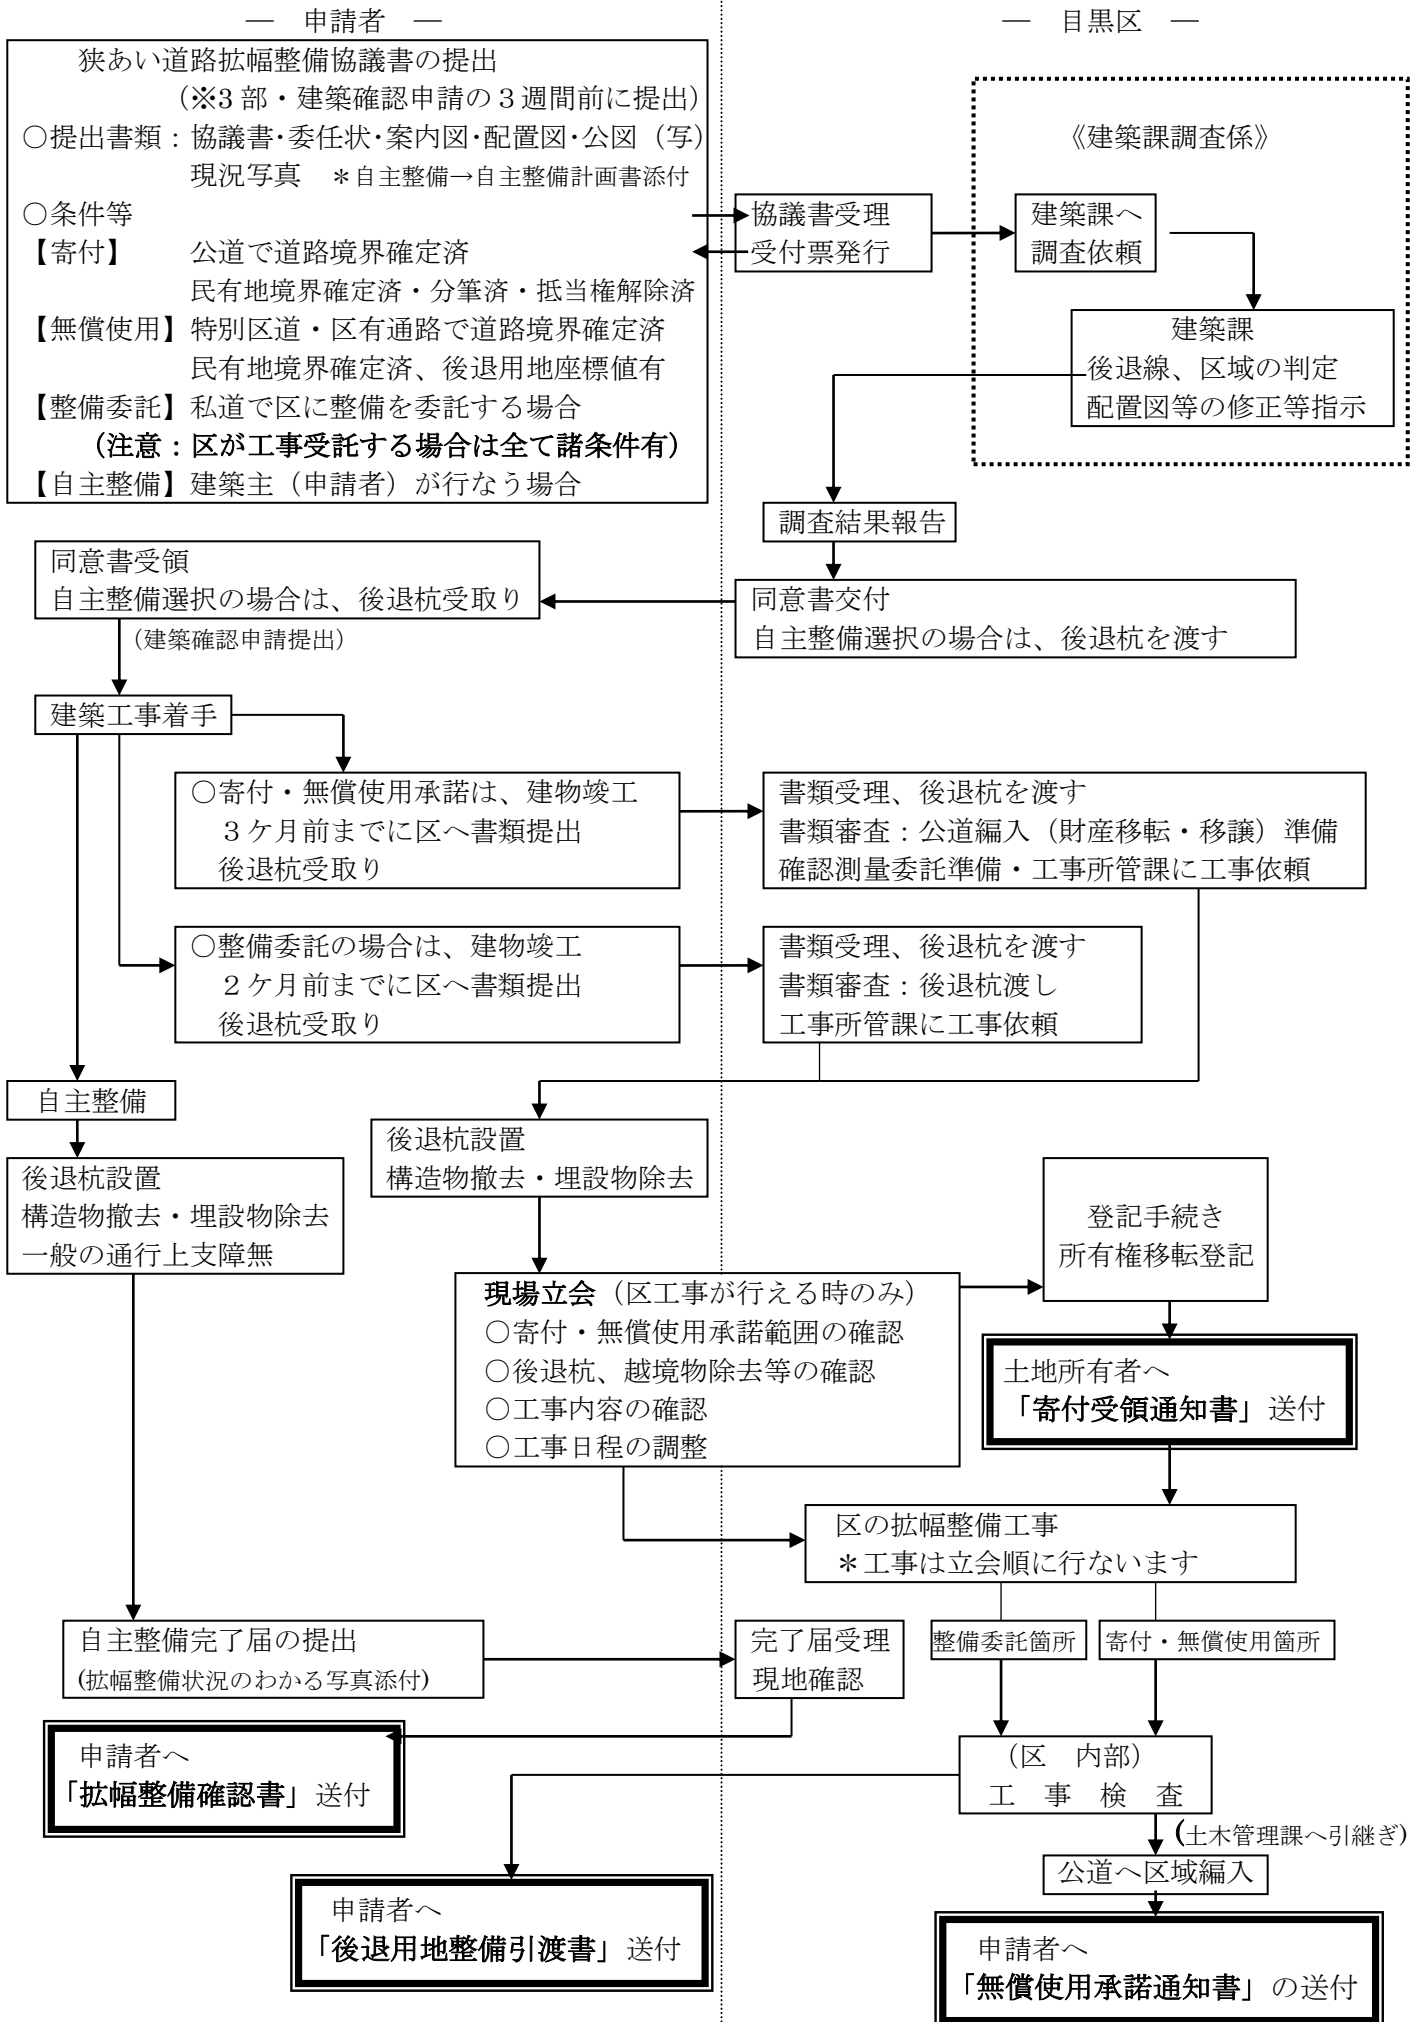 ― 申請者 ―
― 目黒区 ―
狭あい道路拡幅整備協議書の提出
（※3 部・建築確認申請の３週間前に提出）
○提出書類：協議書・委任状・案内図・配置図・公図（写）
現況写真 ＊自主整備→自主整備計画書添付
○条件等
【寄付】 公道で道路境界確定済
民有地境界確定済・分筆済・抵当権解除済
【無償使用】特別区道・区有通路で道路境界確定済
民有地境界確定済、後退用地座標値有
【整備委託】私道で区に整備を委託する場合
（注意：区が工事受託する場合は全て諸条件有）
【自主整備】建築主（申請者）が行なう場合
協議書受理
受付票発行
《建築課調査係》
建築課へ
調査依頼
建築課
後退線、区域の判定
配置図等の修正等指示
調査結果報告
同意書交付
自主整備選択の場合は、後退杭を渡す
同意書受領
自主整備選択の場合は、後退杭受取り
（建築確認申請提出）
建築工事着手
○寄付・無償使用承諾は、建物竣工
３ケ月前までに区へ書類提出
後退杭受取り
書類受理、後退杭を渡す
書類審査：公道編入（財産移転・移譲）準備
確認測量委託準備・工事所管課に工事依頼
○整備委託の場合は、建物竣工
２ケ月前までに区へ書類提出
後退杭受取り
書類受理、後退杭を渡す
書類審査：後退杭渡し
工事所管課に工事依頼
自主整備
後退杭設置
構造物撤去・埋設物除去
一般の通行上支障無
後退杭設置
構造物撤去・埋設物除去
現場立会（区工事が行える時のみ）
○寄付・無償使用承諾範囲の確認
○後退杭、越境物除去等の確認
○工事内容の確認
○工事日程の調整
登記手続き
所有権移転登記
土地所有者へ
「寄付受領通知書」送付
区の拡幅整備工事
＊工事は立会順に行ないます
整備委託箇所
寄付・無償使用箇所
自主整備完了届の提出
(拡幅整備状況のわかる写真添付)
完了届受理
現地確認
申請者へ
「拡幅整備確認書」送付
（区 内部）
工 事 検 査
(土木管理課へ引継ぎ)
公道へ区域編入
申請者へ
「後退用地整備引渡書」送付
申請者へ
「無償使用承諾通知書」の送付